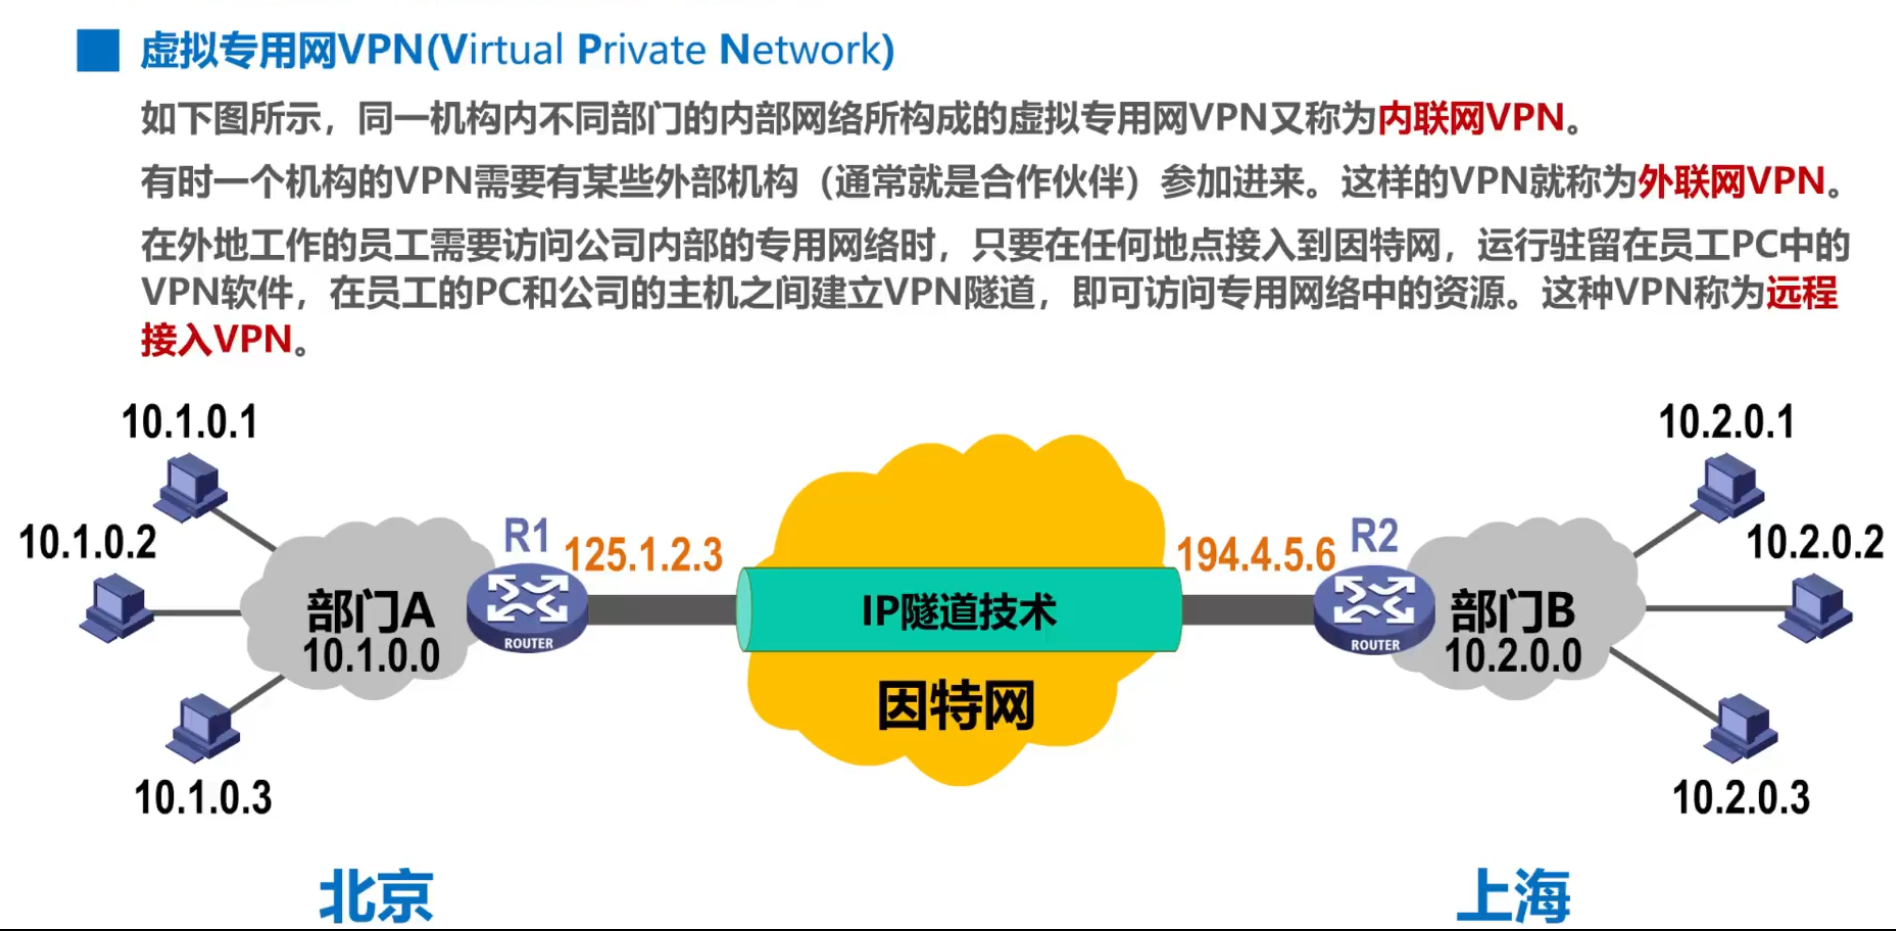 虚拟专用网VPN(Virtual Private Network)
如下图所示，同一机构内不同部门的内部网络所构成的虚拟专用网VPN又称为内联网VPN。
有时一个机构的VPN需要有某些外部机构（通常就是合作伙伴）参加进来。这样的VPN就称为外联网VPN。
在外地工作的员工需要访问公司内部的专用网络时，只要在任何地点接入到因特网，运行驻留在员工PC中的
VPN软件，在员工的PC和公司的主机之间建立VPN隧道，即可访问专用网络中的资源。这种VPN称为远程
接入VPN。
10.1.0.1
10.2.0.1
10.1.0.2
R1
125.1.2.3
194.4.5.6
R2
10.2.0.2
部门A
10.1.0.0
ROUTER
IP隧道技术
ROUTER
部门B
10.2.0.0
因特网
10.1.0.3
10.2.0.3
北京
上海